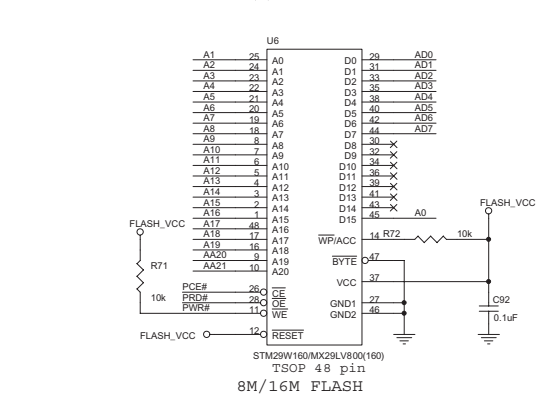 U6
A1 25 A0 D0 29 AD0
A2 24 A1 D1 31 AD1
A3 23 A2 D2 33 AD2
A4 22 A3 D3 35 AD3
A5 21 A4 D4 38 AD4
A6 20 A5 D5 40 AD5
A7 19 A6 D6 42 AD6
A8 18 A7 D7 44 AD7
A9 8 A8 D8 30
A10 7 A9 D9 32
A11 6 A10 D10 34
A12 5 A11 D11 36
A13 4 A12 D12 39
A14 3 A13 D13 41
A15 2 A14 D14 43
A16 1 A15 D15 45 A0
A17 48 A16
A18 17 A17 WP/ACC 14 R72 10k
A19 16 A18
AA20 9 A19 BYTE 47
AA21 10 A20
FLASH_VCC
FLASH_VCC
R71
10k
VCC 37
PCE# 26 CE
PRD# 28 OE GND1 27
PWR# 11 WE GND2 46
C92
0.1uF
FLASH_VCC 12 RESET
STM29W160/MX29LV800(160)
TSOP 48 pin
8M/16M FLASH